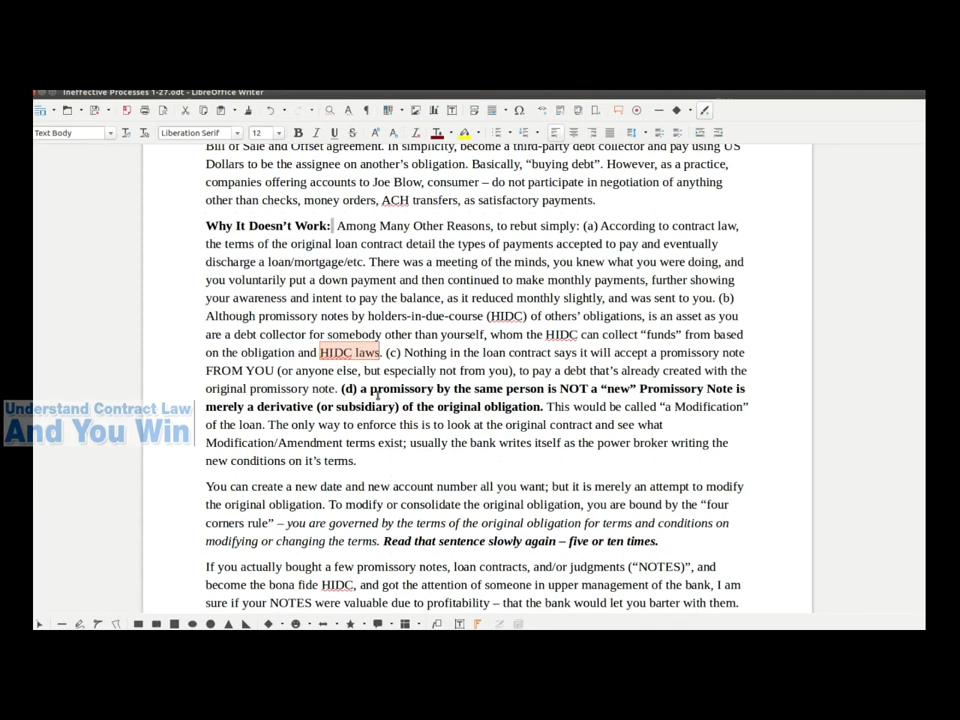 Ineffective Processes 1-27.odt - LibreOffice Writer
Text Body
Liberation Serif
12
Bill of Sale and Offset agreement. In simplicity, become a third-party debt collector and pay using US
Dollars to be the assignee on another’s obligation. Basically, “buying debt”. However, as a practice,
companies offering accounts to Joe Blow, consumer – do not participate in negotiation of anything
other than checks, money orders, ACH transfers, as satisfactory payments.
Why It Doesn’t Work: Among Many Other Reasons, to rebut simply: (a) According to contract law,
the terms of the original loan contract detail the types of payments accepted to pay and eventually
discharge a loan/mortgage/etc. There was a meeting of the minds, you knew what you were doing, and
you voluntarily put a down payment and then continued to make monthly payments, further showing
your awareness and intent to pay the balance, as it reduced monthly slightly, and was sent to you. (b)
Although promissory notes by holders-in-due-course (HIDC) of others’ obligations, is an asset as you
are a debt collector for somebody other than yourself, whom the HIDC can collect “funds” from based
on the obligation and HIDC laws. (c) Nothing in the loan contract says it will accept a promissory note
FROM YOU (or anyone else, but especially not from you), to pay a debt that’s already created with the
original promissory note. (d) a promissory by the same person is NOT a “new” Promissory Note is
merely a derivative (or subsidiary) of the original obligation. This would be called “a Modification”
of the loan. The only way to enforce this is to look at the original contract and see what
Modification/Amendment terms exist; usually the bank writes itself as the power broker writing the
new conditions on it’s terms.
Understand Contract Law
And You Win
You can create a new date and new account number all you want; but it is merely an attempt to modify
the original obligation. To modify or consolidate the original obligation, you are bound by the “four
corners rule” – you are governed by the terms of the original obligation for terms and conditions on
modifying or changing the terms. Read that sentence slowly again – five or ten times.
If you actually bought a few promissory notes, loan contracts, and/or judgments (“NOTES)”, and
become the bona fide HIDC, and got the attention of someone in upper management of the bank, I am
sure if your NOTES were valuable due to profitability – that the bank would let you barter with them.